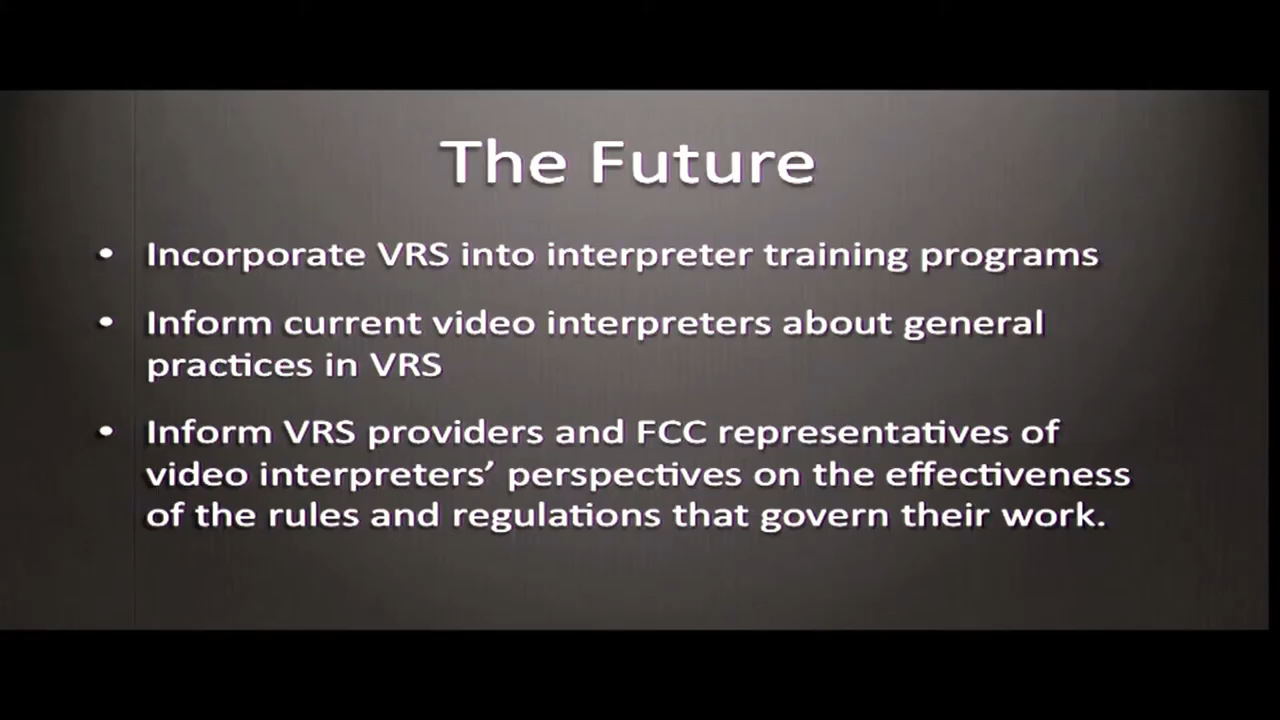 The Future
• Incorporate VRS into interpreter training programs
• Inform current video interpreters about general
practices in VRS
• Inform VRS providers and FCC representatives of
video interpreters’ perspectives on the effectiveness
of the rules and regulations that govern their work.